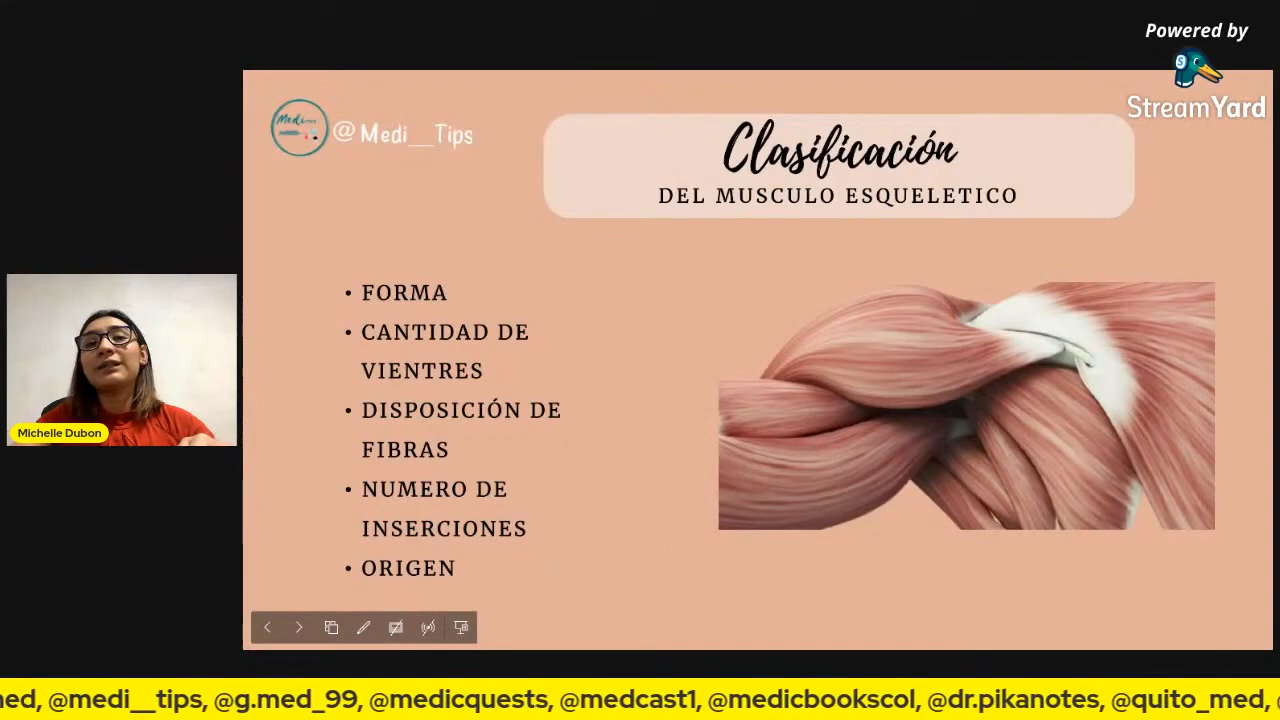 Powered by
StreamYard
Medi
@Medi__Tips
Clasificación
DEL MUSCULO ESQUELETICO
• FORMA
• CANTIDAD DE
VIENTRES
• DISPOSICIÓN DE
FIBRAS
• NUMERO DE
INSERCIONES
• ORIGEN
Michelle Dubon
@medi__tips, @g.med_99, @medicquests, @medcast1, @medicbookscol, @dr.pikanotes, @quito_med,